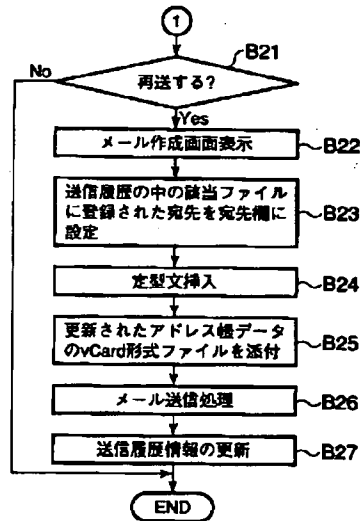 1
B21
No
再送する?
Yes
メール作成画面表示
B22
送信履歴の中の該当ファイル
に登録された宛先を宛先欄に
設定
B23
定型文挿入
B24
更新されたアドレス帳データ
のvCard形式ファイルを添付
B25
メール送信処理
B26
送信履歴情報の更新
B27
END